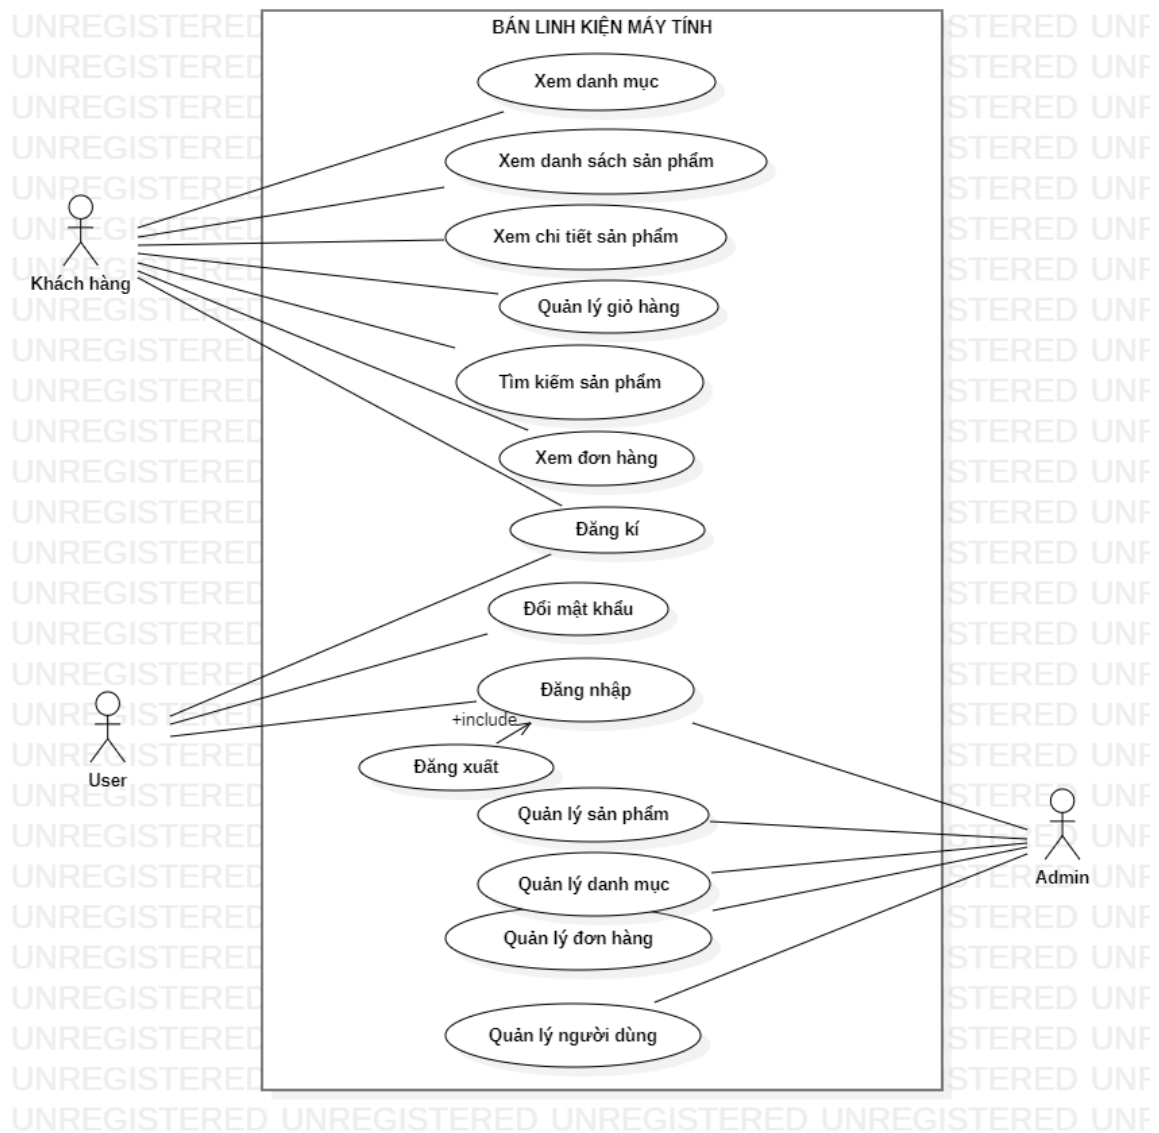 BÁN LINH KIỆN MÁY TÍNH
Xem danh mục
Xem danh sách sản phẩm
Xem chi tiết sản phẩm
Khách hàng
Quản lý giỏ hàng
Tìm kiếm sản phẩm
Xem đơn hàng
Đăng kí
Đổi mật khẩu
Đăng nhập
+include
Đăng xuất
User
Quản lý sản phẩm
Admin
Quản lý danh mục
Quản lý đơn hàng
Quản lý người dùng
UNREGISTERED UNREGISTERED UNREGISTERED UNREGISTERED UNR